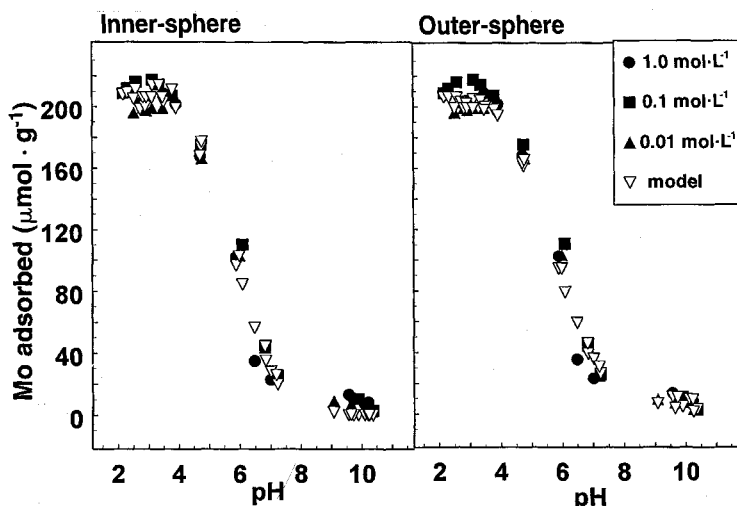 Inner-sphere
Outer-sphere
Mo adsorbed (μmol · g⁻¹)
200
160
120
80
40
0
2 4 6 8 10
pH
2 4 6 8 10
pH
1.0 mol·L⁻¹
0.1 mol·L⁻¹
0.01 mol·L⁻¹
model